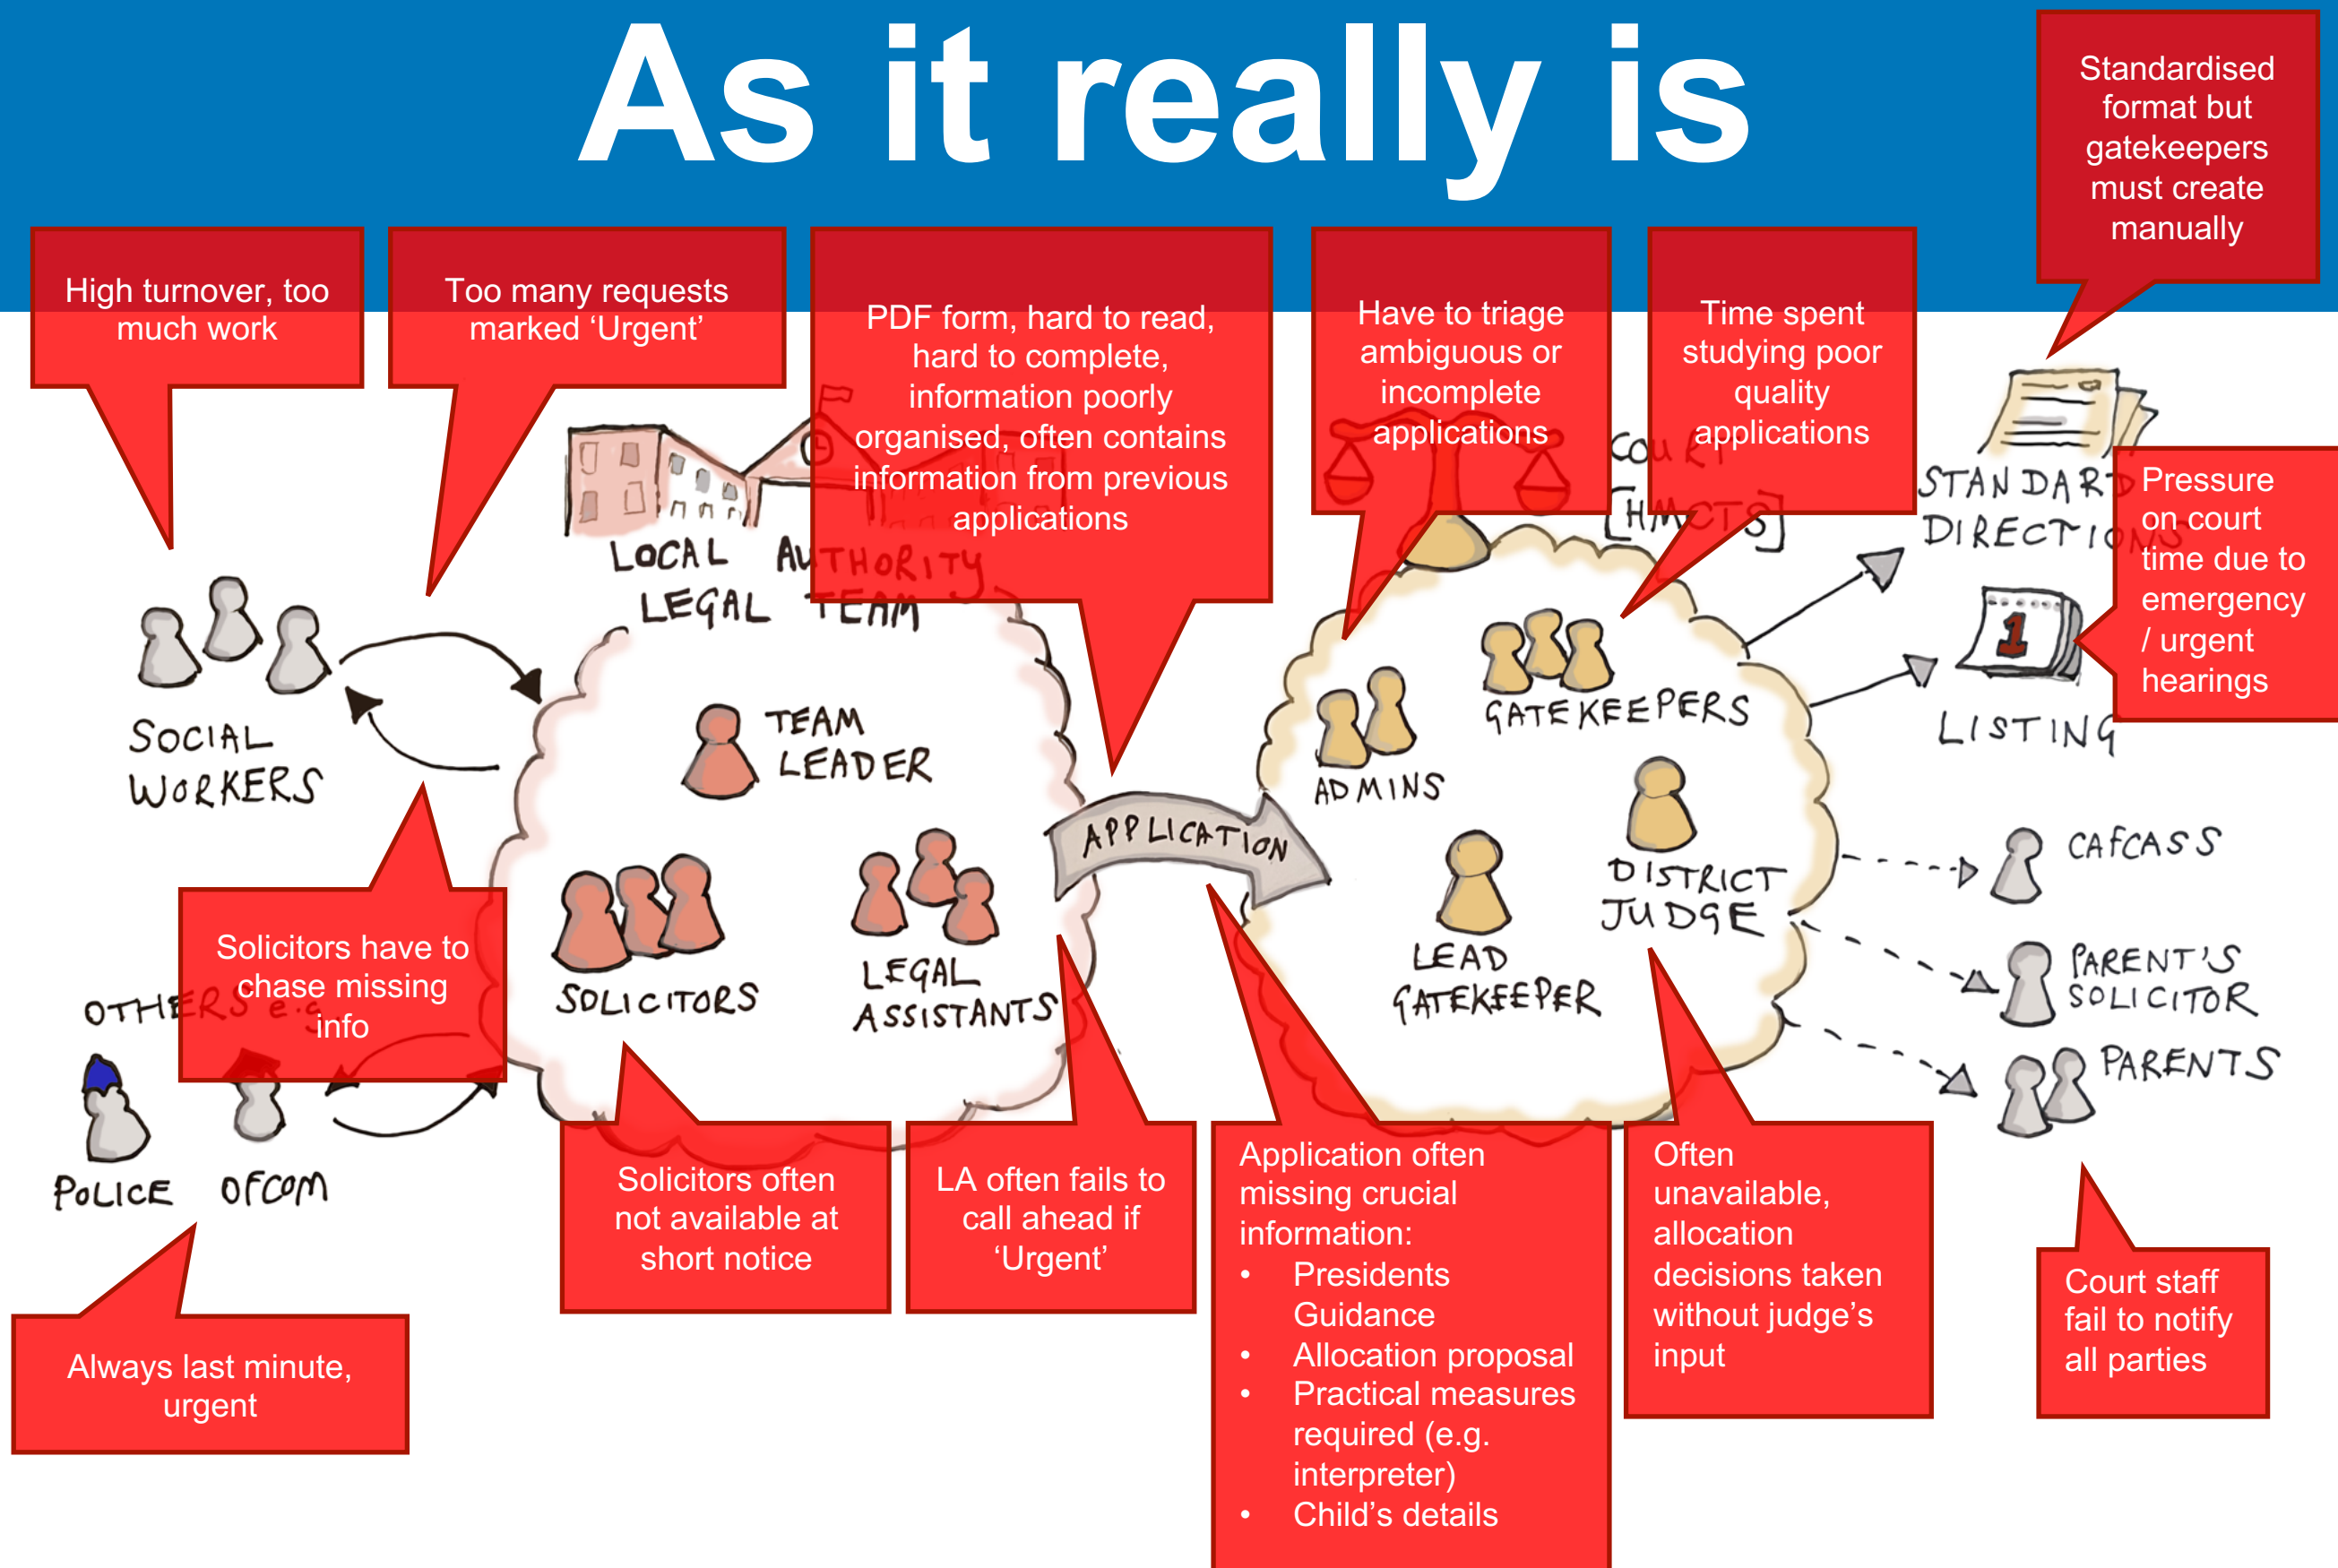 As it really is
Standardised
format but
gatekeepers
must create
manually
High turnover, too
much work
Too many requests
marked ‘Urgent’
PDF form, hard to read,
hard to complete,
information poorly
organised, often contains
information from previous
applications
Have to triage
ambiguous or
incomplete
applications
Time spent
studying poor
quality
applications
Pressure
on court
time due to
emergency
/ urgent
hearings
LOCAL AUTHORITY
LEGAL TEAM
COURT
[HMCTS]
STANDARD
DIRECTIONS
1
LISTING
SOCIAL
WORKERS
TEAM
LEADER
SOLICITORS
LEGAL
ASSISTANTS
APPLICATION
ADMINS
GATEKEEPERS
LEAD
GATEKEEPER
DISTRICT
JUDGE
CAFCASS
PARENT'S
SOLICITOR
PARENTS
OTHERS e.g.
POLICE
OFCOM
Solicitors have to
chase missing
info
Always last minute,
urgent
Solicitors often
not available at
short notice
LA often fails to
call ahead if
‘Urgent’
Application often
missing crucial
information:
• Presidents
Guidance
• Allocation proposal
• Practical measures
required (e.g.
interpreter)
• Child’s details
Often
unavailable,
allocation
decisions taken
without judge’s
input
Court staff
fail to notify
all parties